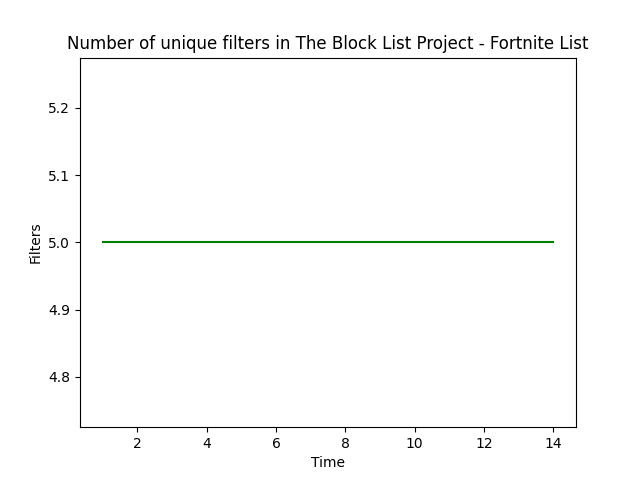 Number of unique filters in The Block List Project - Fortnite List
5.2
5.1
5.0
4.9
4.8
Filters
2 4 6 8 10 12 14
Time